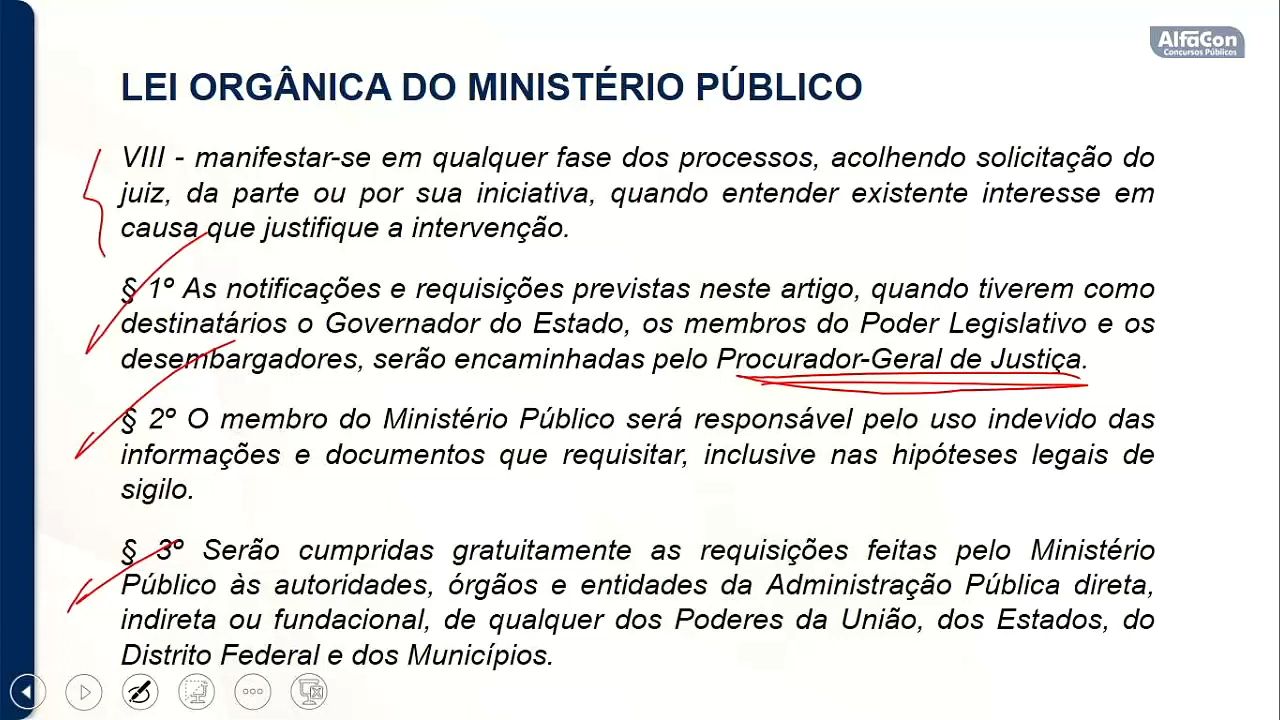 AlfaCon
Concursos Públicos
LEI ORGÂNICA DO MINISTÉRIO PÚBLICO
VIII - manifestar-se em qualquer fase dos processos, acolhendo solicitação do
juiz, da parte ou por sua iniciativa, quando entender existente interesse em
causa que justifique a intervenção.
§ 1º As notificações e requisições previstas neste artigo, quando tiverem como
destinatários o Governador do Estado, os membros do Poder Legislativo e os
desembargadores, serão encaminhadas pelo Procurador-Geral de Justiça.
§ 2º O membro do Ministério Público será responsável pelo uso indevido das
informações e documentos que requisitar, inclusive nas hipóteses legais de
sigilo.
§ 3º Serão cumpridas gratuitamente as requisições feitas pelo Ministério
Público às autoridades, órgãos e entidades da Administração Pública direta,
indireta ou fundacional, de qualquer dos Poderes da União, dos Estados, do
Distrito Federal e dos Municípios.